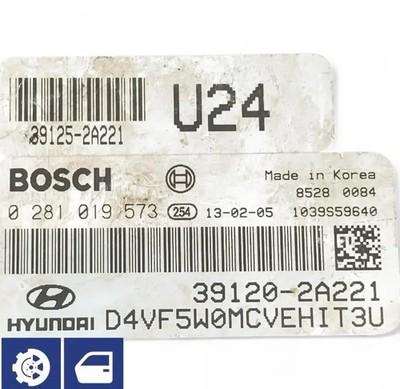 U24
39125-2A221
BOSCH
Made in Korea
8528 0084
0 281 019 573 254 13-02-05 1039S59640
39120-2A221
HYUNDAI D4VF5W0MCVEHIT3U